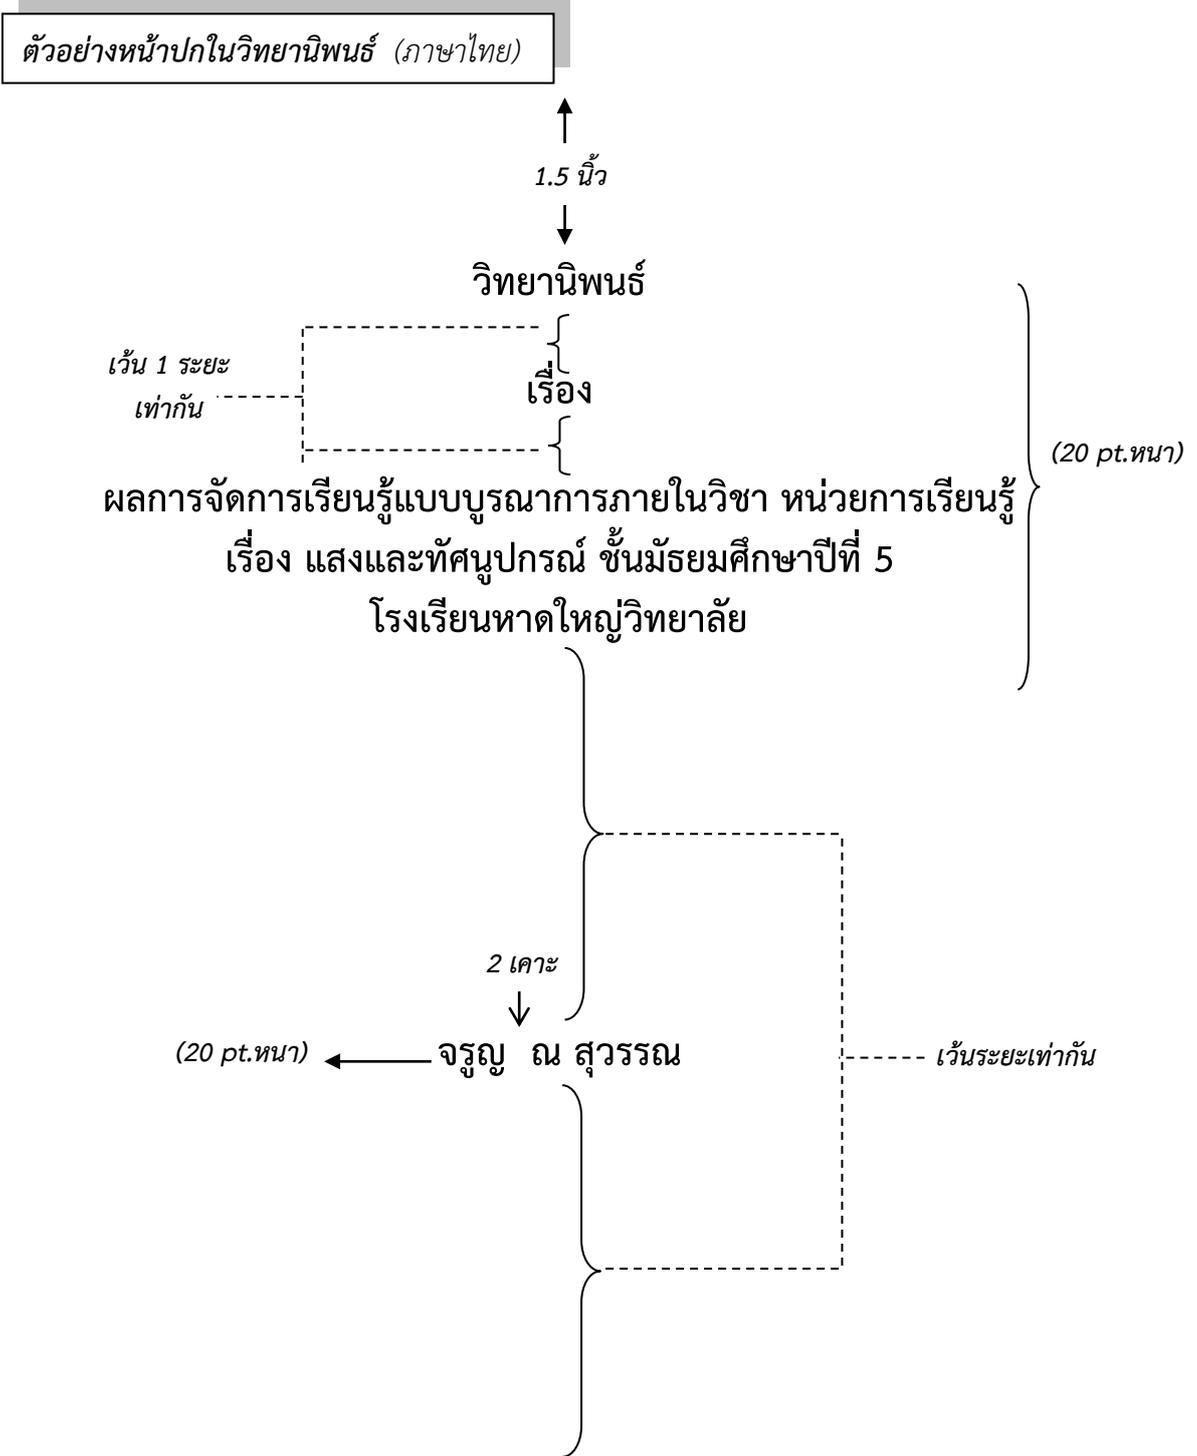 ตัวอย่างหน้าปกในวิทยานิพนธ์ (ภาษาไทย)
1.5 นิ้ว
วิทยานิพนธ์
เว้น 1 ระยะ
เท่ากัน
เรื่อง
(20 pt.หนา)
ผลการจัดการเรียนรู้แบบบูรณาการภายในวิชา หน่วยการเรียนรู้
เรื่อง แสงและทัศนูปกรณ์ ชั้นมัธยมศึกษาปีที่ 5
โรงเรียนหาดใหญ่วิทยาลัย
2 เคาะ
(20 pt.หนา)
จรูญ ณ สุวรรณ
เว้นระยะเท่ากัน